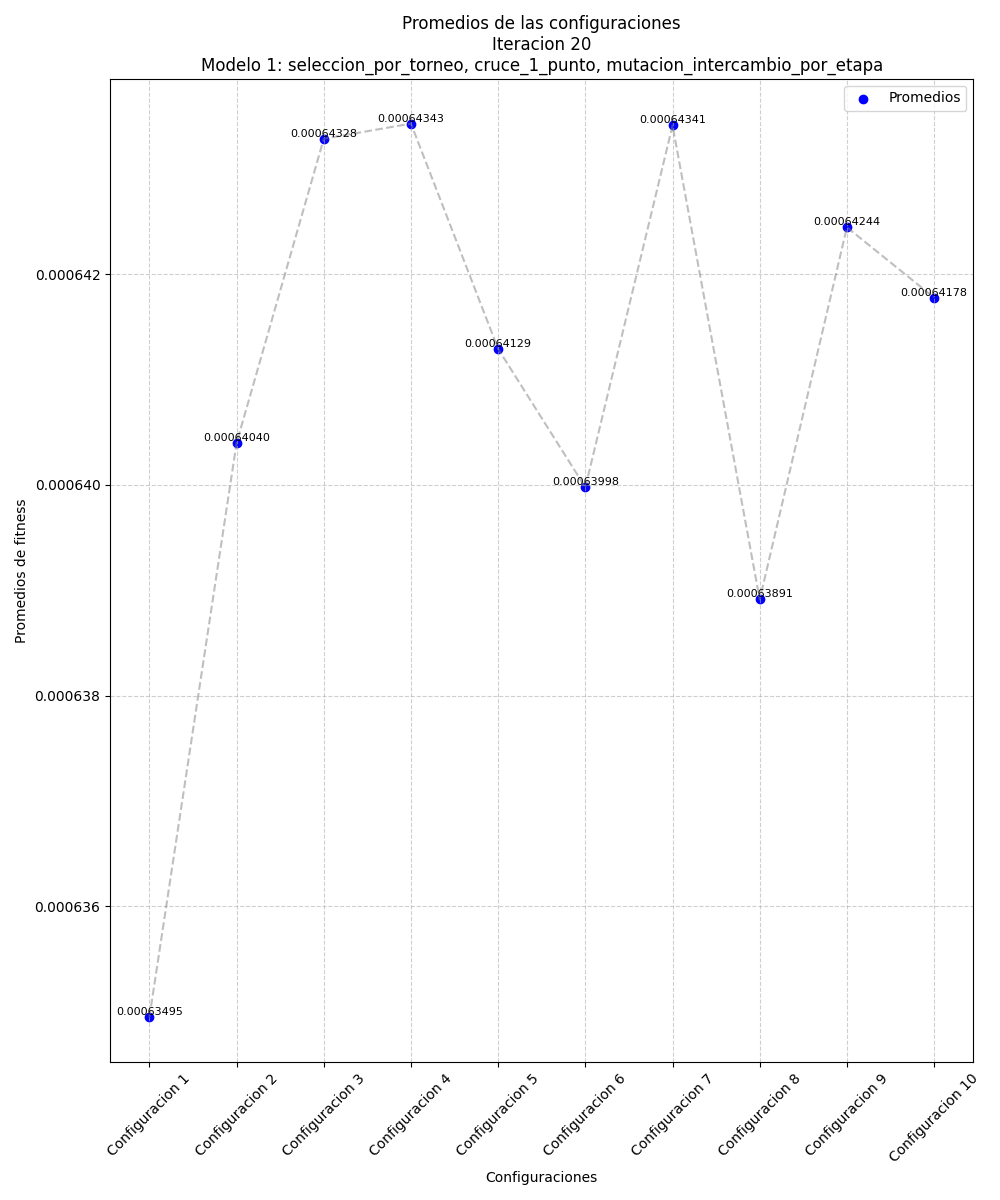 Promedios de las configuraciones
Iteracion 20
Modelo 1: seleccion_por_torneo, cruce_1_punto, mutacion_intercambio_por_etapa
Promedios
0.00064328
0.00064343
0.00064341
0.00064244
0.00064178
0.00064129
0.00064040
0.00063998
0.00063891
0.00063495
0.000642
0.000640
0.000638
0.000636
Promedios de fitness
Configuracion 1
Configuracion 2
Configuracion 3
Configuracion 4
Configuracion 5
Configuracion 6
Configuracion 7
Configuracion 8
Configuracion 9
Configuracion 10
Configuraciones